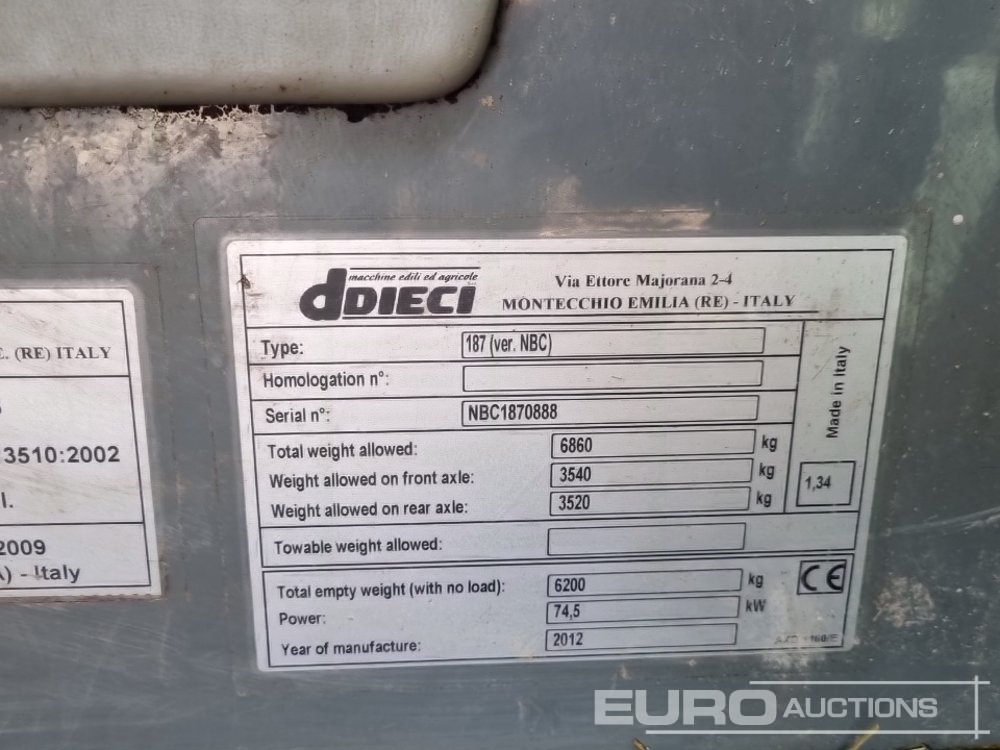 E. (RE) ITALY
3510:2002
l.
2009
A) - Italy
macchine edili ed agricole
dDIECI
Via Ettore Majorana 2-4
MONTECCHIO EMILIA (RE) - ITALY
Type: 187 (ver. NBC)
Homologation n°:
Serial n°: NBC1870888
Made in Italy
Total weight allowed: 6860 kg
Weight allowed on front axle: 3540 kg
Weight allowed on rear axle: 3520 kg
1,34
Towable weight allowed:
Total empty weight (with no load): 6200 kg
CE
Power: 74,5 kW
Year of manufacture: 2012
EURO AUCTIONS